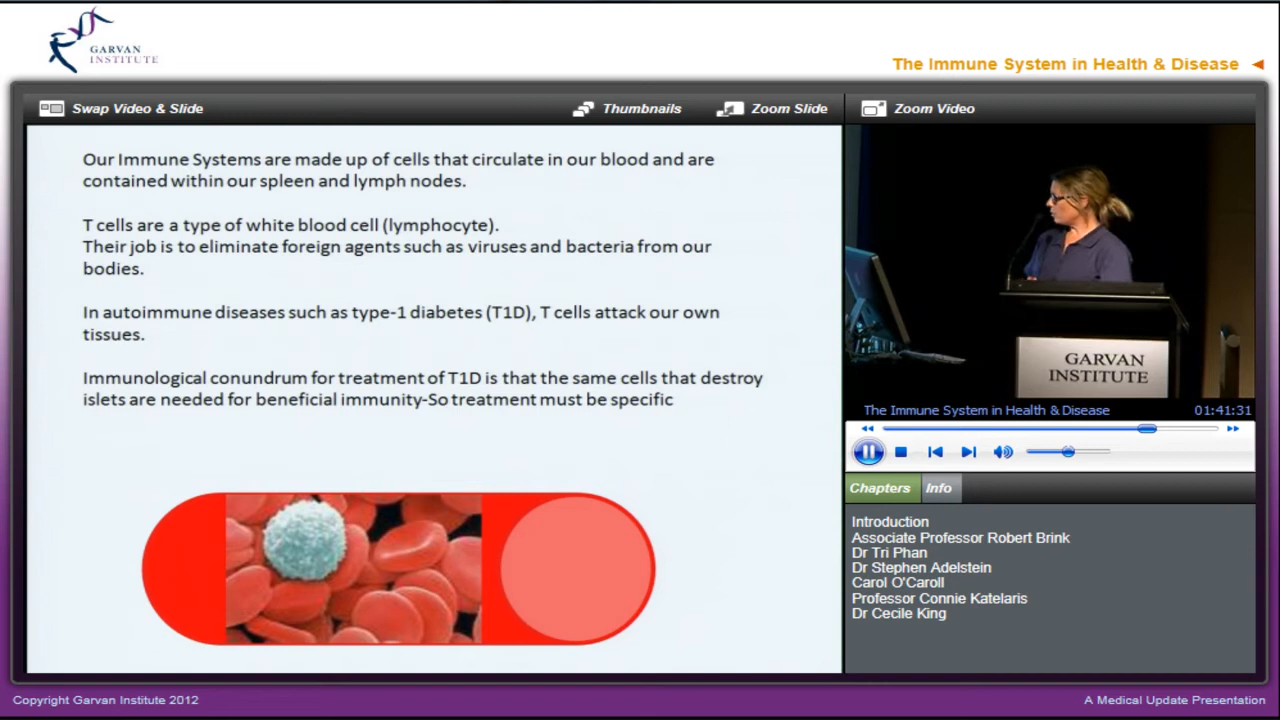 GARVAN
INSTITUTE
The Immune System in Health & Disease
Swap Video & Slide
Thumbnails
Zoom Slide
Zoom Video
Our Immune Systems are made up of cells that circulate in our blood and are
contained within our spleen and lymph nodes.
T cells are a type of white blood cell (lymphocyte).
Their job is to eliminate foreign agents such as viruses and bacteria from our
bodies.
In autoimmune diseases such as type-1 diabetes (T1D), T cells attack our own
tissues.
Immunological conundrum for treatment of T1D is that the same cells that destroy
islets are needed for beneficial immunity-So treatment must be specific
GARVAN
INSTITUTE
The Immune System in Health & Disease
01:41:31
Chapters
Info
Introduction
Associate Professor Robert Brink
Dr Tri Phan
Dr Stephen Adelstein
Carol O'Caroll
Professor Connie Katelaris
Dr Cecile King
Copyright Garvan Institute 2012
A Medical Update Presentation